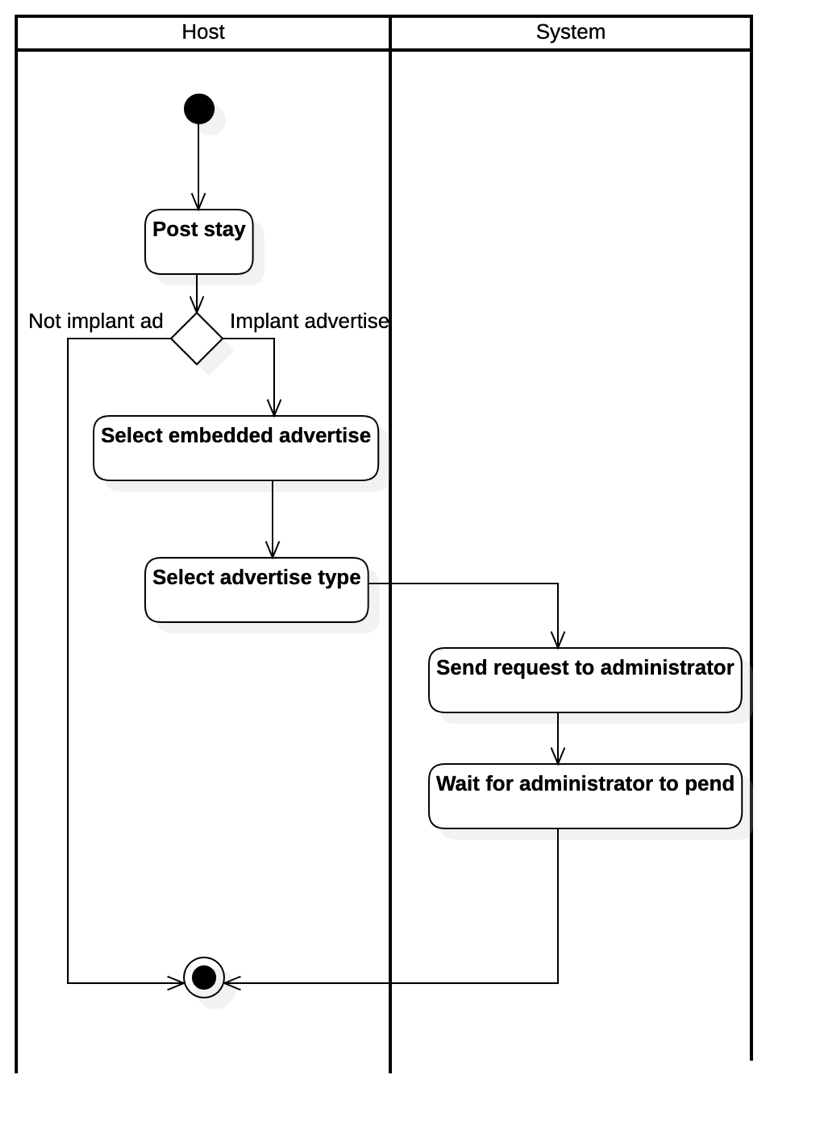 Host
System
Post stay
Not implant ad
Implant advertise
Select embedded advertise
Select advertise type
Send request to administrator
Wait for administrator to pend